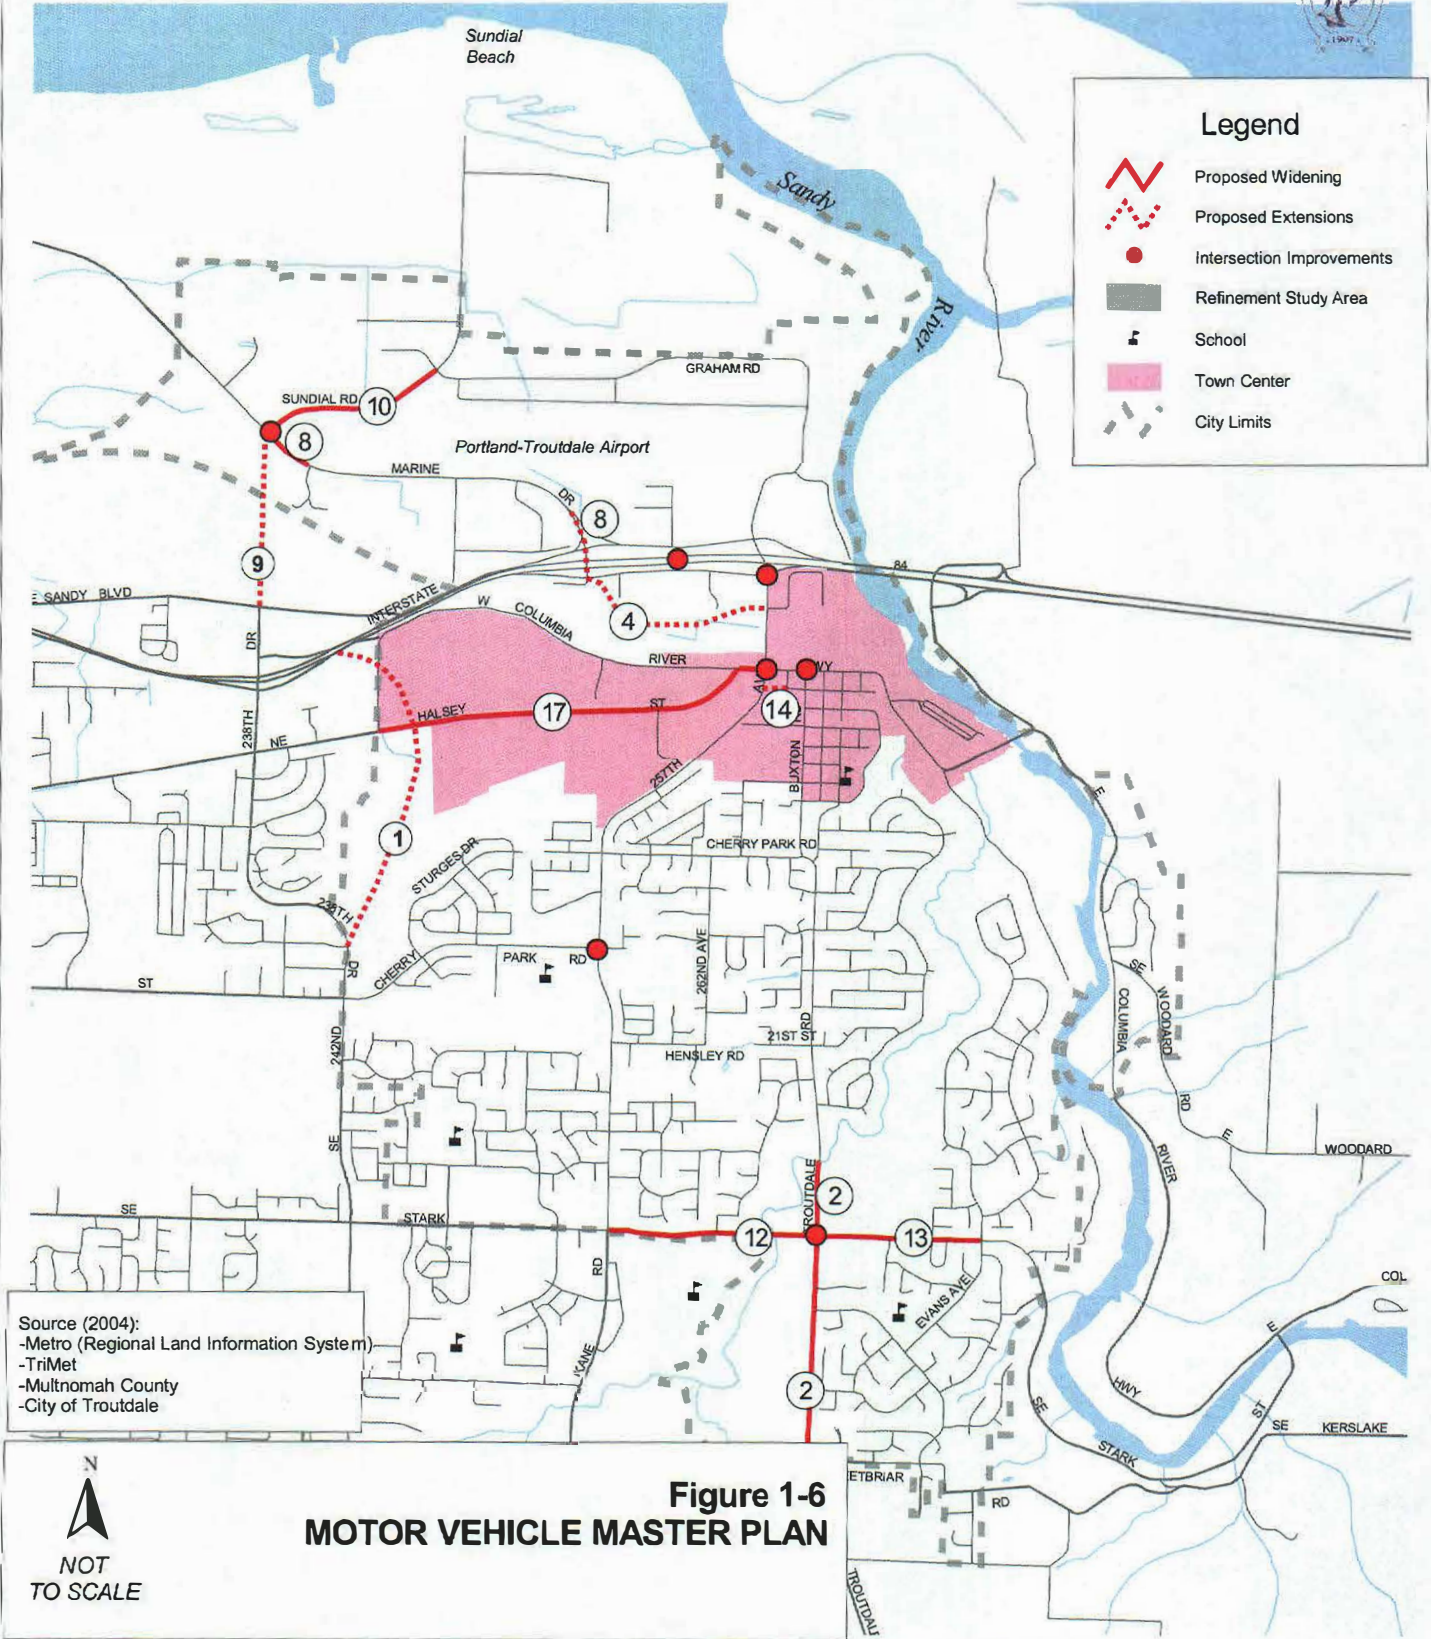 Sundial
Beach
1907
Legend
Proposed Widening
Proposed Extensions
Intersection Improvements
Refinement Study Area
School
Town Center
City Limits
Sandy
River
GRAHAM RD
SUNDIAL RD
10
8
Portland-Troutdale Airport
MARINE
DR
8
9
84
E SANDY BLVD
INTERSTATE
W
COLUMBIA
4
DR
RIVER
WY
AV
14
HALSEY
17
ST
238TH
NE
257TH
BUXTON
E
1
CHERRY PARK RD
STURGES DR
238TH
DR
CHERRY
PARK
RD
262ND AVE
SE
ST
COLUMBIA
WOODARD
242ND
RD
21ST ST
HENSLEY RD
RD
E
SE
WOODARD
RIVER
TROUTDALE
2
SE
STARK
12
13
RD
COL
EVANS AVE
E
Source (2004):
-Metro (Regional Land Information System)
-TriMet
-Multnomah County
-City of Troutdale
KANE
2
HWY
SE
ST
SE
KERSLAKE
STARK
N
NOT
TO SCALE
Figure 1-6
MOTOR VEHICLE MASTER PLAN
ETBRIAR
RD
TROUTDALE